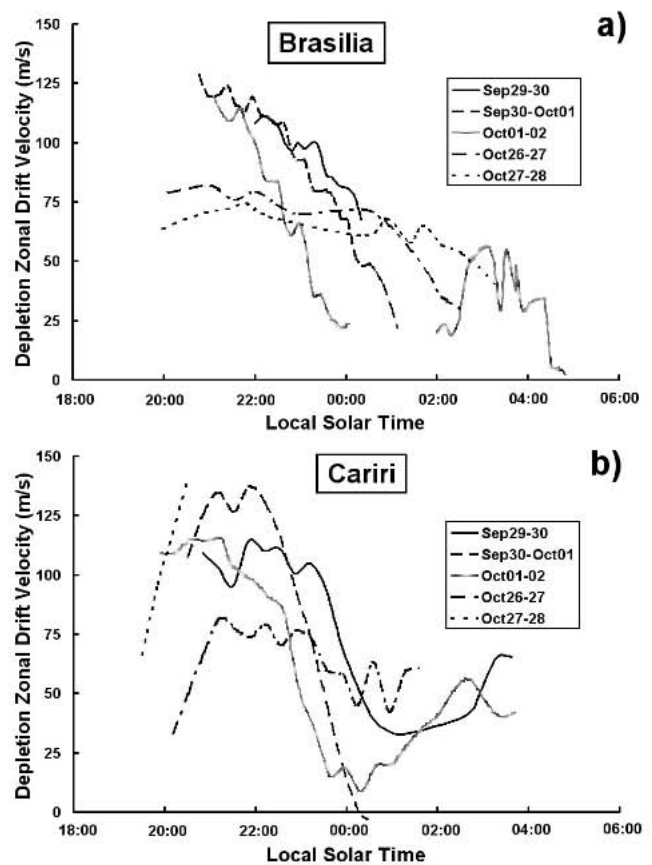 a)
Brasilia
Depletion Zonal Drift Velocity (m/s)
150
125
100
75
50
25
0
Sep29-30
Sep30-Oct01
Oct01-02
Oct26-27
Oct27-28
18:00 20:00 22:00 00:00 02:00 04:00 06:00
Local Solar Time
b)
Cariri
Depletion Zonal Drift Velocity (m/s)
150
125
100
75
50
25
0
Sep29-30
Sep30-Oct01
Oct01-02
Oct26-27
Oct27-28
18:00 20:00 22:00 00:00 02:00 04:00 06:00
Local Solar Time